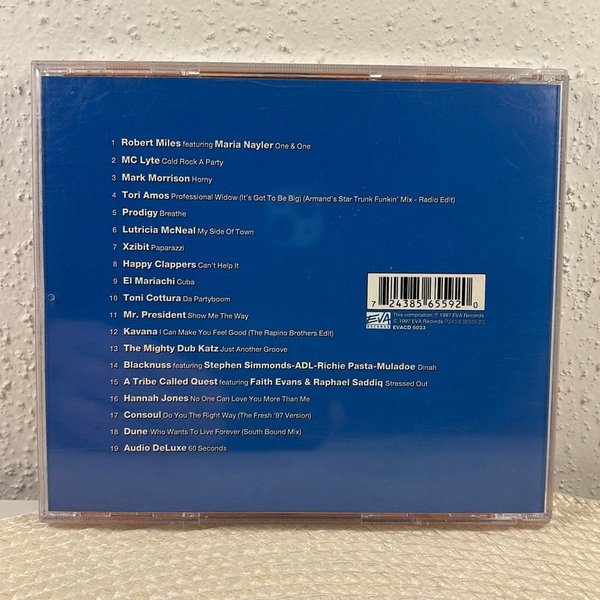 1 Robert Miles featuring Maria Nayler One & One
2 MC Lyte Cold Rock A Party
3 Mark Morrison Horny
4 Tori Amos Professional Widow (It's Got To Be Big) (Armand's Star Trunk Funkin' Mix - Radio Edit)
5 Prodigy Breathe
6 Lutricia McNeal My Side Of Town
7 Xzibit Paparazzi
8 Happy Clappers Can't Help It
9 El Mariachi Cuba
10 Toni Cottura Da Partyboom
11 Mr. President Show Me The Way
12 Kavana I Can Make You Feel Good (The Rapino Brothers Edit)
13 The Mighty Dub Katz Just Another Groove
14 Blacknuss featuring Stephen Simmonds-ADL-Richie Pasta-Muladoe Dinah
15 A Tribe Called Quest featuring Faith Evans & Raphael Saddiq Stressed Out
16 Hannah Jones No One Can Love You More Than Me
17 Consoul Do You The Right Way (The Fresh '97 Version)
18 Dune Who Wants To Live Forever (South Bound Mix)
19 Audio DeLuxe 60 Seconds
7 24385 65592 0
EVA
RECORDS
This compilation ℗ 1997 EVA Records
© 1997 EVA Records
EVACD 5033